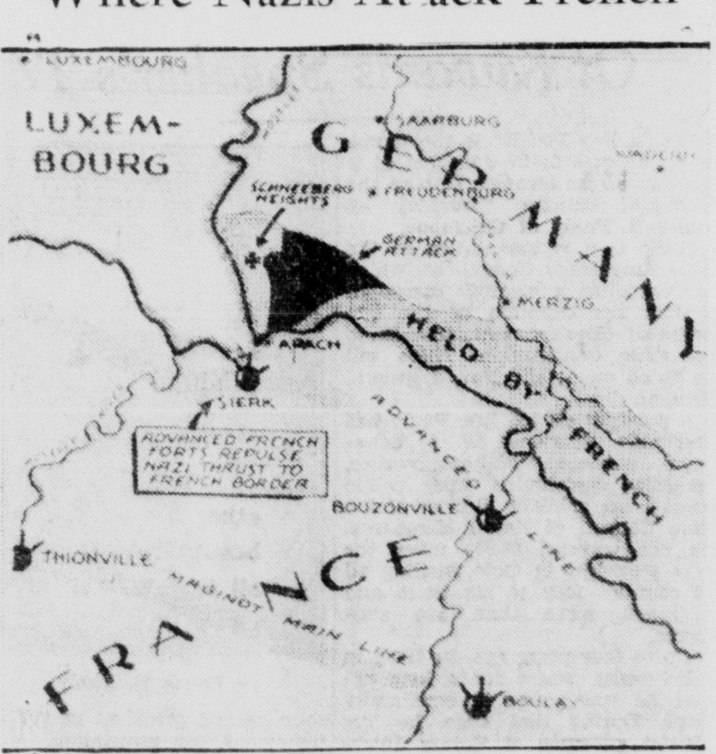 Where Nazis Attack French
LUXEMBOURG
LUXEM-
BOURG
GERMANY
SAARBURG
WADERN
SCHNEEBERG
HEIGHTS
FREUDENBURG
GERMAN
ATTACK
MERZIG
HELD BY FRENCH
APACH
SIERK
ADVANCED FRENCH
FORTS REPULSE
NAZI THRUST TO
FRENCH BORDER
ADVANCED LINE
BOUZONVILLE
THIONVILLE
MAGINOT MAIN LINE
FRANCE
BOULAY